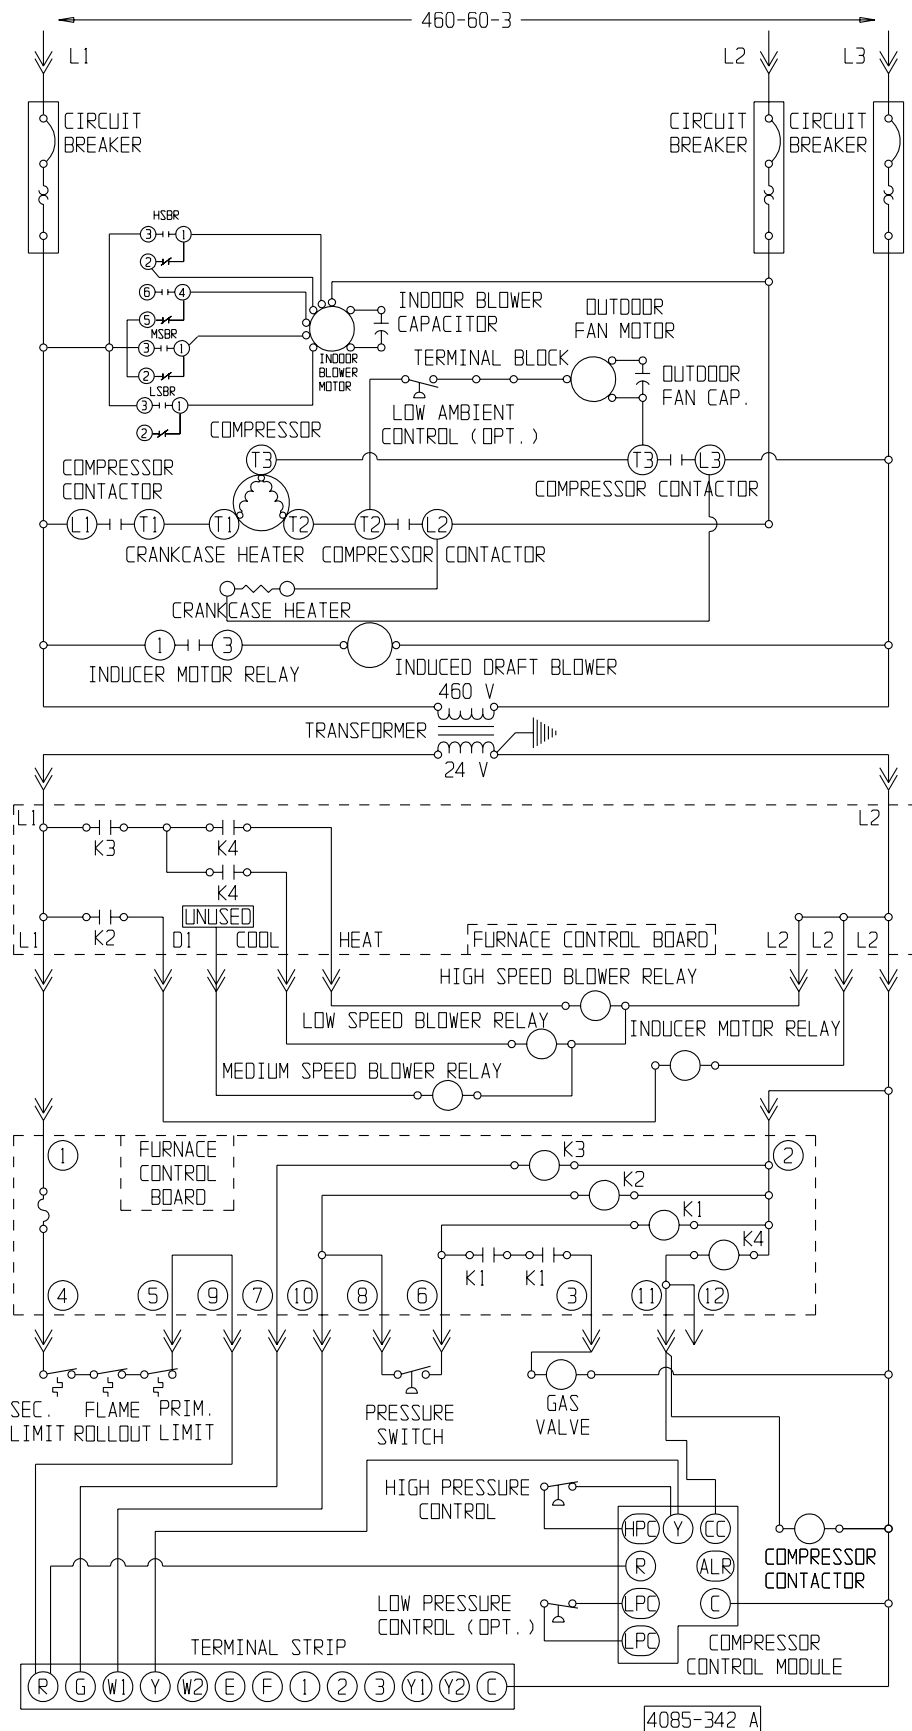 460-60-3
L1
L2
L3
CIRCUIT
BREAKER
CIRCUIT
BREAKER
CIRCUIT
BREAKER
HSBR
3
1
2
6
4
5
MSBR
3
1
2
LSBR
3
1
2
INDOOR BLOWER
CAPACITOR
INDOOR
BLOWER
MOTOR
OUTDOOR
FAN MOTOR
TERMINAL BLOCK
OUTDOOR
FAN CAP.
LOW AMBIENT
CONTROL (OPT.)
COMPRESSOR
T3
T3
L3
COMPRESSOR
CONTACTOR
COMPRESSOR CONTACTOR
L1
T1
T1
T2
T2
L2
CRANKCASE HEATER
COMPRESSOR CONTACTOR
CRANKCASE HEATER
1
3
INDUCER MOTOR RELAY
INDUCED DRAFT BLOWER
460 V
TRANSFORMER
24 V
L1
L2
K3
K4
K4
UNUSED
L1
K2
D1
COOL
HEAT
FURNACE CONTROL BOARD
L2
L2
L2
HIGH SPEED BLOWER RELAY
LOW SPEED BLOWER RELAY
INDUCER MOTOR RELAY
MEDIUM SPEED BLOWER RELAY
1
FURNACE
CONTROL
BOARD
K3
2
K2
K1
K4
K1
K1
4
5
9
7
10
8
6
3
11
12
SEC.
LIMIT
FLAME
ROLLOUT
PRIM.
LIMIT
PRESSURE
SWITCH
GAS
VALVE
HIGH PRESSURE
CONTROL
HPC
Y
CC
R
ALR
LPC
C
LPC
COMPRESSOR
CONTACTOR
LOW PRESSURE
CONTROL (OPT.)
COMPRESSOR
CONTROL MODULE
TERMINAL STRIP
R
G
W1
Y
W2
E
F
1
2
3
Y1
Y2
C
4085-342 A